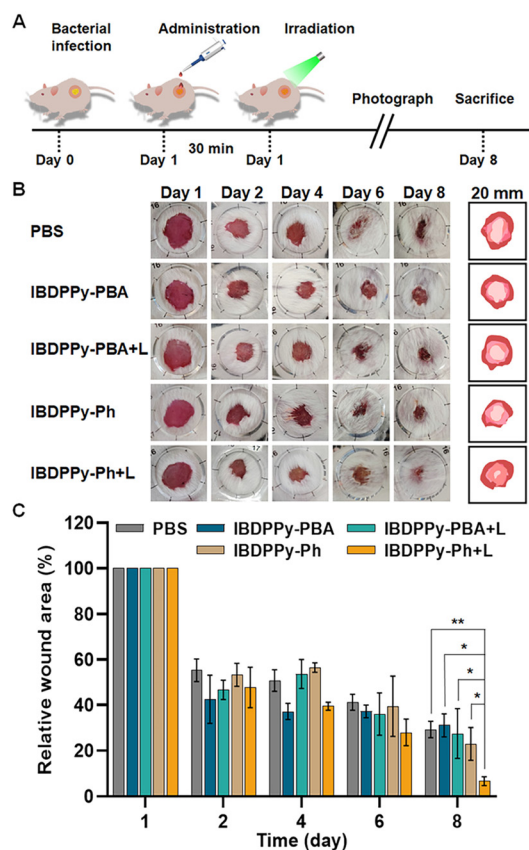 A
Bacterial infection
Administration
Irradiation
30 min
Photograph
Sacrifice
Day 0
Day 1
Day 1
Day 8
B
Day 1 Day 2 Day 4 Day 6 Day 8 20 mm
PBS
IBDPPy-PBA
IBDPPy-PBA+L
IBDPPy-Ph
IBDPPy-Ph+L
C
PBS IBDPPy-PBA IBDPPy-PBA+L
IBDPPy-Ph IBDPPy-Ph+L
Relative wound area (%)
120
100
80
60
40
20
0
**
*
*
*
1 2 4 6 8
Time (day)